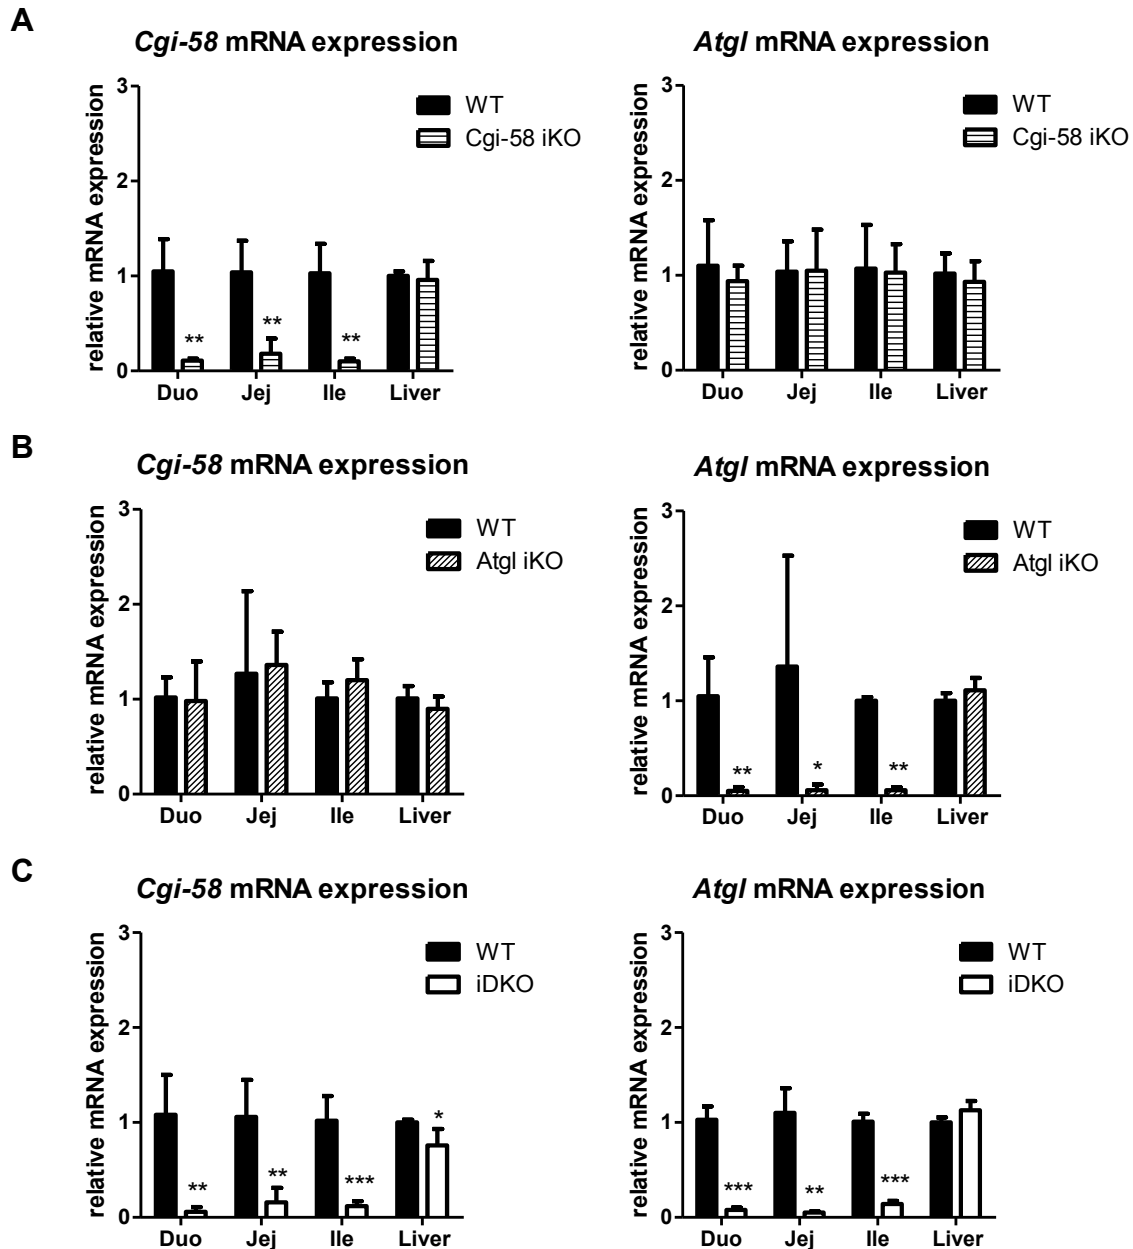 A
Cgi-58 mRNA expression
relative mRNA expression
3
2
1
0
WT
Cgi-58 iKO
**
**
**
Duo Jej Ile Liver
Atgl mRNA expression
relative mRNA expression
3
2
1
0
WT
Cgi-58 iKO
Duo Jej Ile Liver
B
Cgi-58 mRNA expression
relative mRNA expression
3
2
1
0
WT
Atgl iKO
Duo Jej Ile Liver
Atgl mRNA expression
relative mRNA expression
3
2
1
0
WT
Atgl iKO
**
*
**
Duo Jej Ile Liver
C
Cgi-58 mRNA expression
relative mRNA expression
3
2
1
0
WT
iDKO
**
**
***
*
Duo Jej Ile Liver
Atgl mRNA expression
relative mRNA expression
3
2
1
0
WT
iDKO
***
**
***
Duo Jej Ile Liver